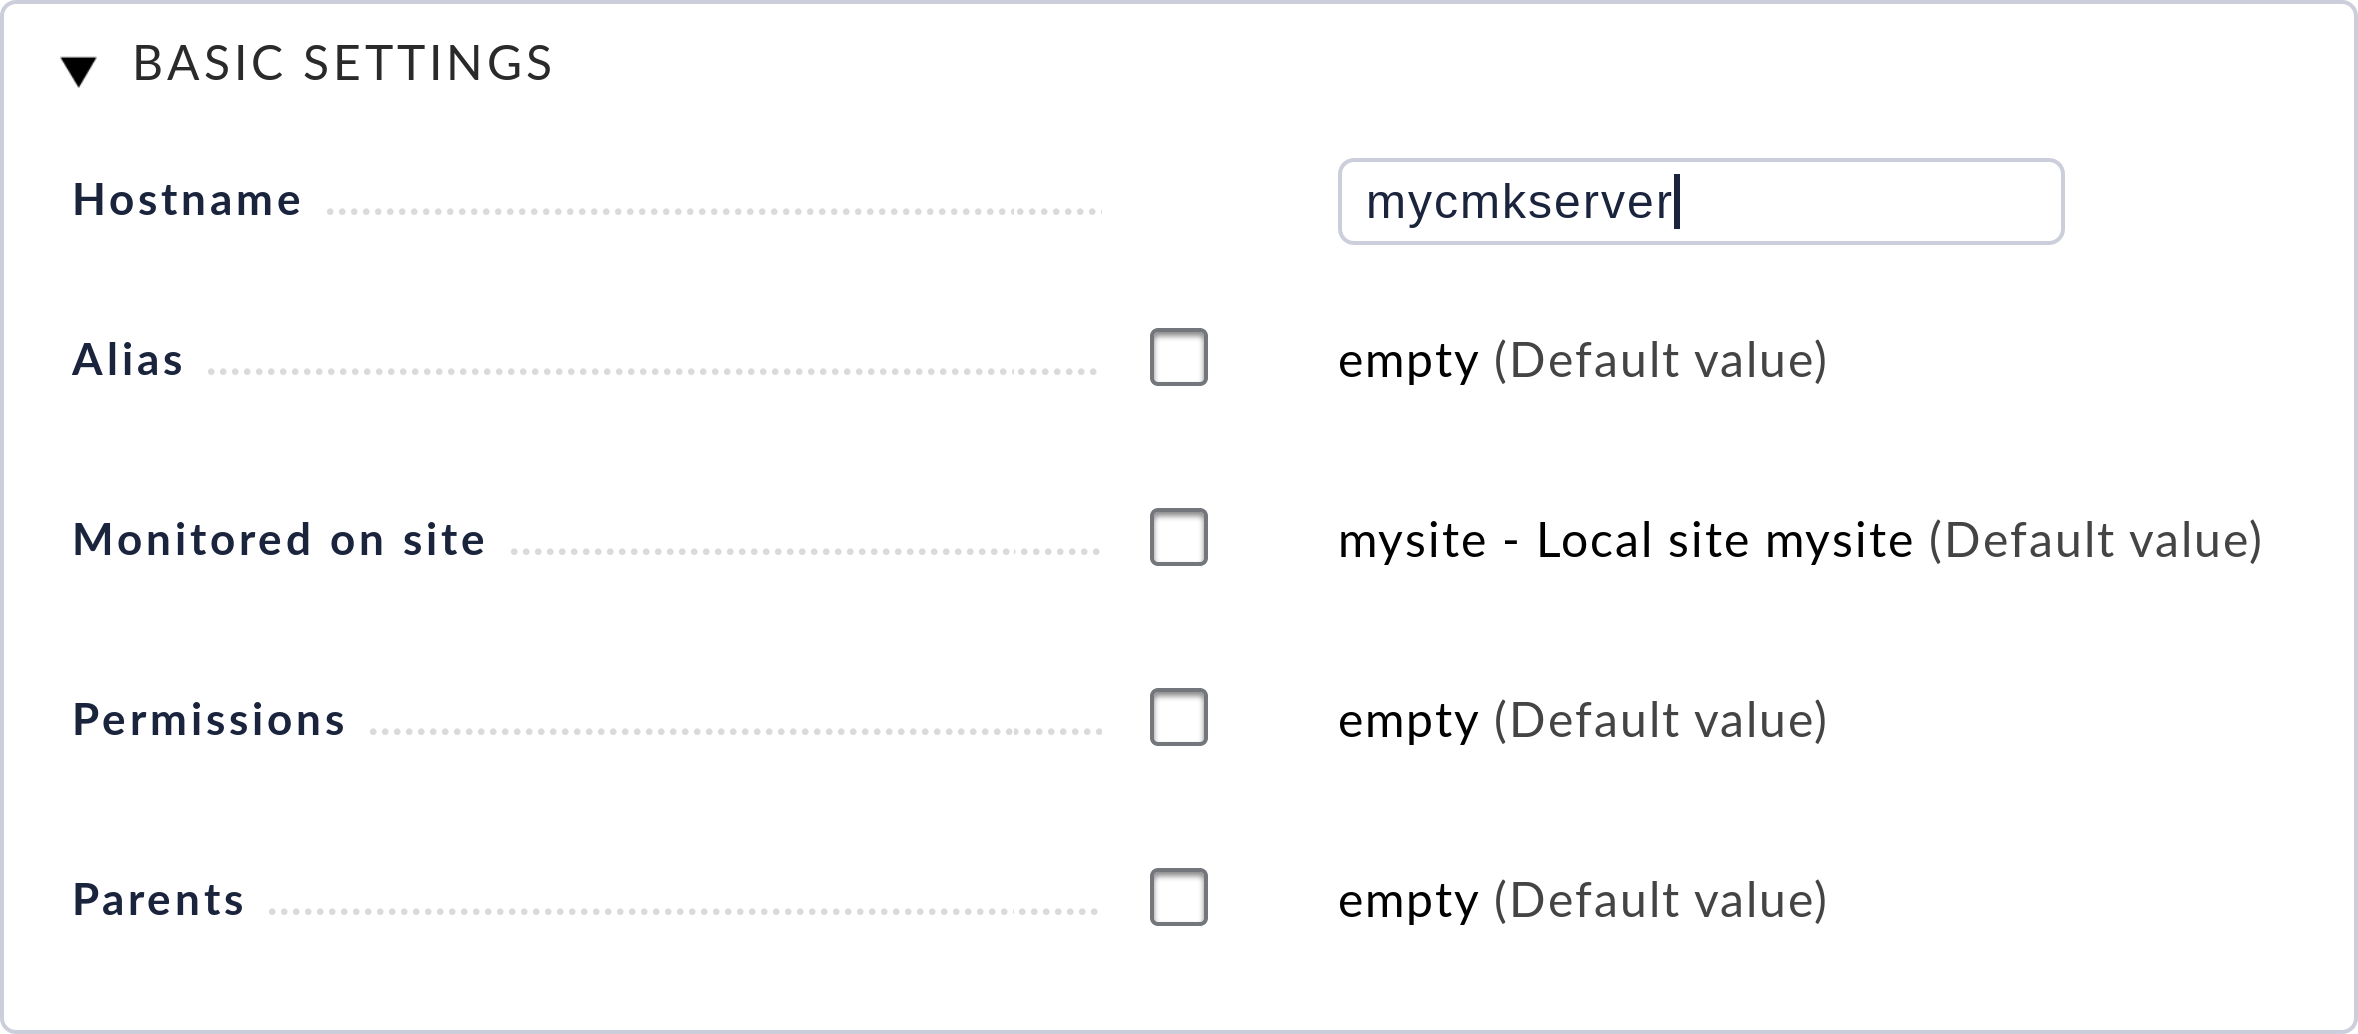 BASIC SETTINGS
Hostname mycmkserver
Alias empty (Default value)
Monitored on site mysite - Local site mysite (Default value)
Permissions empty (Default value)
Parents empty (Default value)